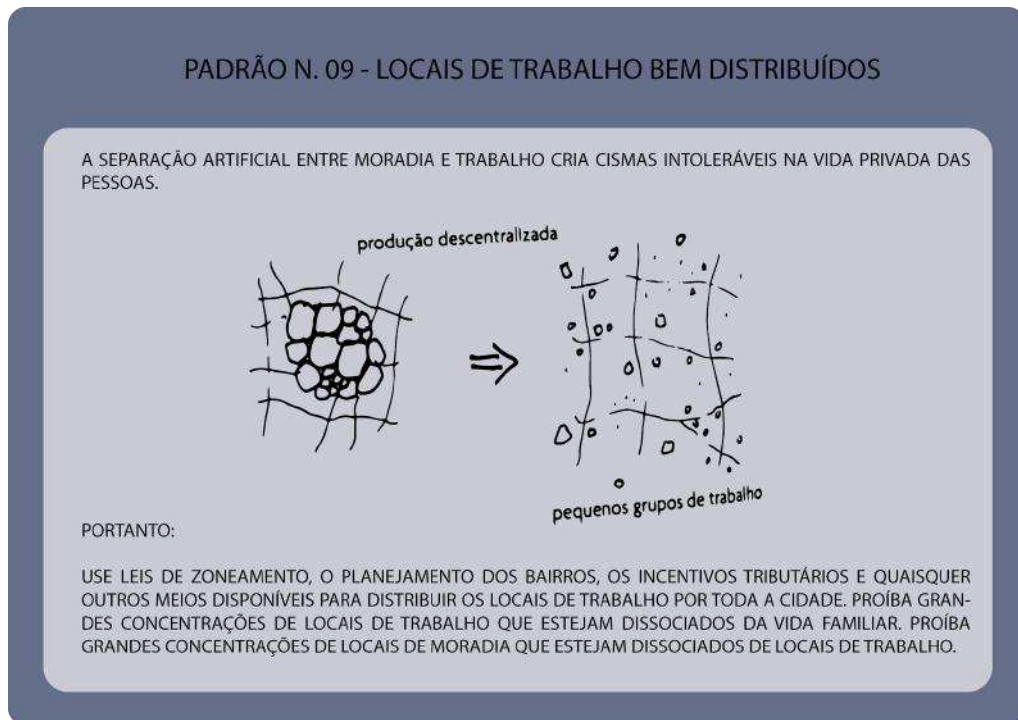 PADRÃO N. 09 - LOCAIS DE TRABALHO BEM DISTRIBUÍDOS
A SEPARAÇÃO ARTIFICIAL ENTRE MORADIA E TRABALHO CRIA CISMAS INTOLERÁVEIS NA VIDA PRIVADA DAS
PESSOAS.
produção descentralizada
pequenos grupos de trabalho
PORTANTO:
USE LEIS DE ZONEAMENTO, O PLANEJAMENTO DOS BAIRROS, OS INCENTIVOS TRIBUTÁRIOS E QUAISQUER
OUTROS MEIOS DISPONÍVEIS PARA DISTRIBUIR OS LOCAIS DE TRABALHO POR TODA A CIDADE. PROÍBA GRAN-
DES CONCENTRAÇÕES DE LOCAIS DE TRABALHO QUE ESTEJAM DISSOCIADOS DA VIDA FAMILIAR. PROÍBA
GRANDES CONCENTRAÇÕES DE LOCAIS DE MORADIA QUE ESTEJAM DISSOCIADOS DE LOCAIS DE TRABALHO.